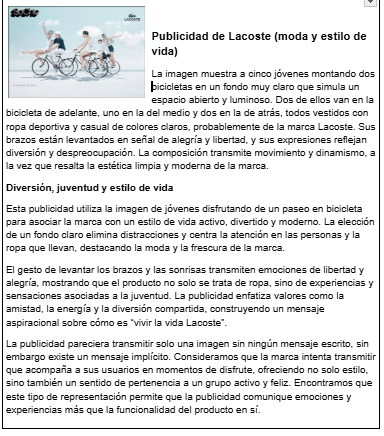 LACOSTE
Publicidad de Lacoste (moda y estilo de
vida)
La imagen muestra a cinco jóvenes montando dos
bicicletas en un fondo muy claro que simula un
espacio abierto y luminoso. Dos de ellos van en la
bicicleta de adelante, uno en la del medio y dos en la de atrás, todos vestidos con
ropa deportiva y casual de colores claros, probablemente de la marca Lacoste. Sus
brazos están levantados en señal de alegría y libertad, y sus expresiones reflejan
diversión y despreocupación. La composición transmite movimiento y dinamismo, a
la vez que resalta la estética limpia y moderna de la marca.
Diversión, juventud y estilo de vida
Esta publicidad utiliza la imagen de jóvenes disfrutando de un paseo en bicicleta
para asociar la marca con un estilo de vida activo, divertido y moderno. La elección
de un fondo claro elimina distracciones y centra la atención en las personas y la
ropa que llevan, destacando la moda y la frescura de la marca.
El gesto de levantar los brazos y las sonrisas transmiten emociones de libertad y
alegría, mostrando que el producto no solo se trata de ropa, sino de experiencias y
sensaciones asociadas a la juventud. La publicidad enfatiza valores como la
amistad, la energía y la diversión compartida, construyendo un mensaje
aspiracional sobre cómo es “vivir la vida Lacoste”.
La publicidad pareciera transmitir solo una imagen sin ningún mensaje escrito, sin
embargo existe un mensaje implícito. Consideramos que la marca intenta transmitir
que acompaña a sus usuarios en momentos de disfrute, ofreciendo no solo estilo,
sino también un sentido de pertenencia a un grupo activo y feliz. Encontramos que
este tipo de representación permite que la publicidad comunique emociones y
experiencias más que la funcionalidad del producto en sí.